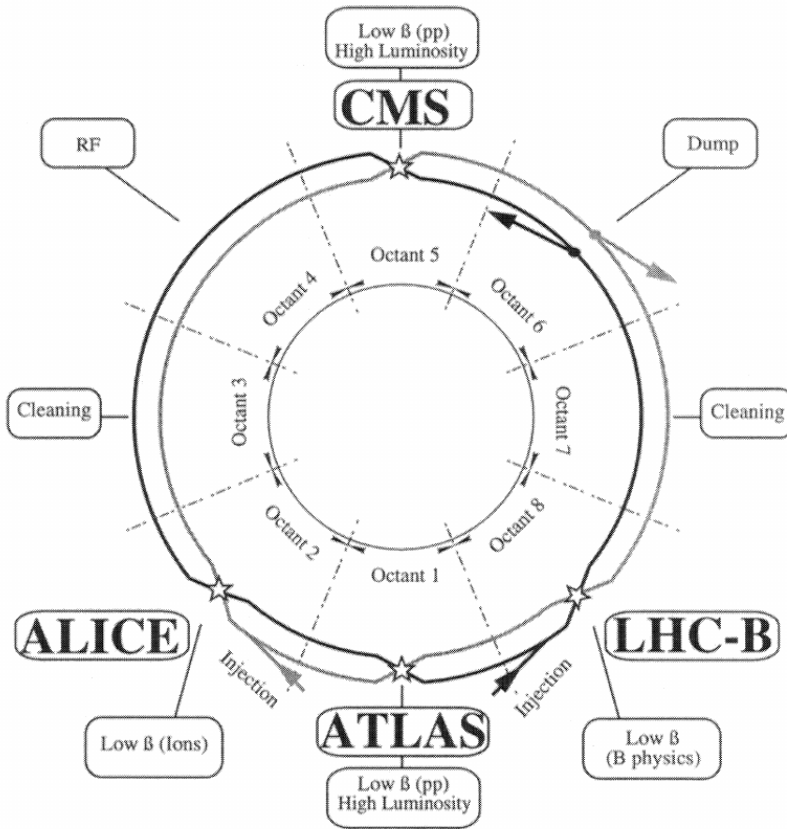 Low ß (pp)
High Luminosity
CMS
RF
Dump
Octant 5
Octant 4
Octant 6
Cleaning
Octant 3
Octant 7
Cleaning
Octant 2
Octant 8
Octant 1
ALICE
LHC-B
Injection
Injection
ATLAS
Low ß (Ions)
Low ß
(B physics)
Low ß (pp)
High Luminosity